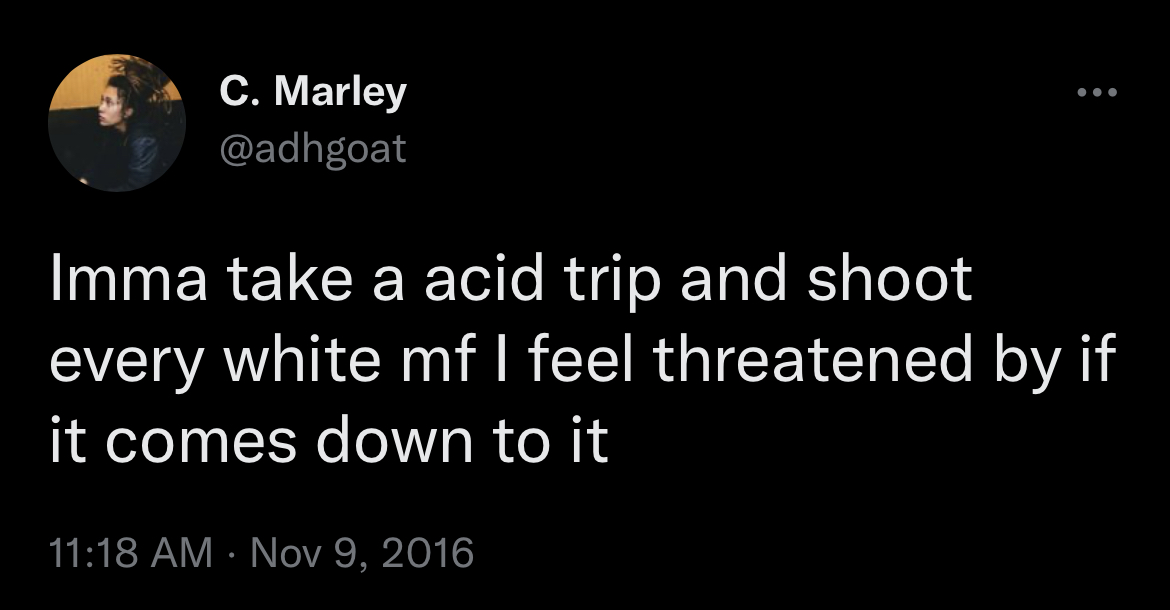 C. Marley
@adhgoat
Imma take a acid trip and shoot
every white mf I feel threatened by if
it comes down to it
11:18 AM · Nov 9, 2016